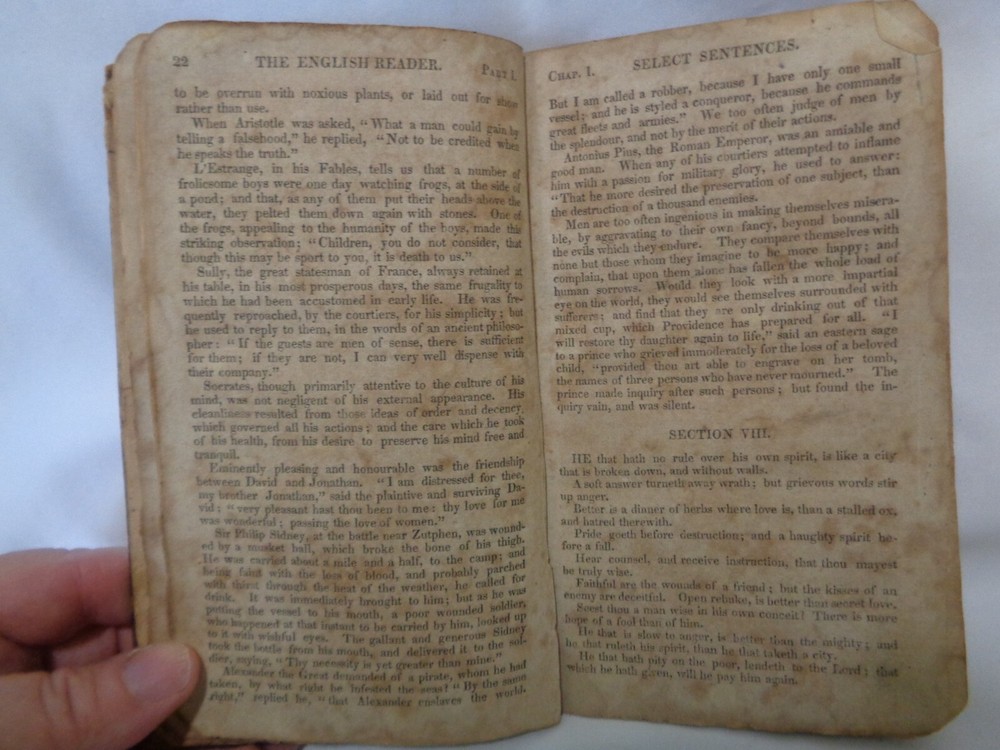 22 THE ENGLISH READER. PART I.
to be overrun with noxious plants, or laid out for
rather than use.
When Aristotle was asked, "What a man could gain by
telling a falsehood," he replied, "Not to be credited when
he speaks the truth."
L'Estrange, in his Fables, tells us that a number of
frolicsome boys were one day watching frogs, at the side of
a pond; and that, as any of them put their heads above the
water, they pelted them down again with stones. One of
the frogs, appealing to the humanity of the boys, made this
striking observation; "Children, you do not consider, that
though this may be sport to you, it is death to us."
Sully, the great statesman of France, always retained at
his table, in his most prosperous days, the same frugality to
which he had been accustomed in early life. He was fre-
quently reproached, by the courtiers, for his simplicity; but
he used to reply to them, in the words of an ancient philoso-
pher: "If the guests are men of sense, there is sufficient
for them; if they are not, I can very well dispense with
their company."
Socrates, though primarily attentive to the culture of his
mind, was not negligent of his external appearance. His
cleanliness resulted from those ideas of order and decency,
which governed all his actions; and the care which he took
of his health, from his desire to preserve his mind free and
tranquil.
Eminently pleasing and honourable was the friendship
between David and Jonathan. "I am distressed for thee,
my brother Jonathan," said the plaintive and surviving Da-
vid; "very pleasant hast thou been to me: thy love for me
was wonderful; passing the love of women."
Sir Philip Sidney, at the battle near Zutphen, was wound-
ed by a musket ball, which broke the bone of his thigh.
He was carried about a mile and a half, to the camp; and
being faint with the loss of blood, and probably parched
with thirst through the heat of the weather, he called for
drink. It was immediately brought to him; but as he was
putting the vessel to his mouth, a poor wounded soldier,
who happened at that instant to be carried by him, looked up
to it with wishful eyes. The gallant and generous Sidney
took the bottle from his mouth, and delivered it to the sol-
dier, saying, "Thy necessity is yet greater than mine."
Alexander the Great demanded of a pirate, whom he had
taken, by what right he infested the seas? "By the same
right," replied he, "that Alexander enslaves the world.
CHAP. I. SELECT SENTENCES.
But I am called a robber, because I have only one small
vessel; and he is styled a conqueror, because he commands
great fleets and armies." We too often judge of men by
the splendour, and not by the merit of their actions.
Antonius Pius, the Roman Emperor, was an amiable and
good man. When any of his courtiers attempted to inflame
him with a passion for military glory, he used to answer:
"That he more desired the preservation of one subject, than
the destruction of a thousand enemies.
Men are too often ingenious in making themselves misera-
ble, by aggravating to their own fancy, beyond bounds, all
the evils which they endure. They compare themselves with
none but those whom they imagine to be more happy; and
complain, that upon them alone has fallen the whole load of
human sorrows. Would they look with a more impartial
eye on the world, they would see themselves surrounded with
sufferers; and find that they are only drinking out of that
mixed cup, which Providence has prepared for all. "I
will restore thy daughter again to life," said an eastern sage
to a prince who grieved immoderately for the loss of a beloved
child, "provided thou art able to engrave on her tomb,
the names of three persons who have never mourned." The
prince made inquiry after such persons; but found the in-
quiry vain, and was silent.
SECTION VIII.
HE that hath no rule over his own spirit, is like a city
that is broken down, and without walls.
A soft answer turneth away wrath; but grievous words stir
up anger.
Better is a dinner of herbs where love is, than a stalled ox,
and hatred therewith.
Pride goeth before destruction; and a haughty spirit be-
fore a fall.
Hear counsel, and receive instruction, that thou mayest
be truly wise.
Faithful are the wounds of a friend; but the kisses of an
enemy are deceitful. Open rebuke, is better than secret love.
Seest thou a man wise in his own conceit? There is more
hope of a fool than of him.
He that is slow to anger, is better than the mighty; and
he that ruleth his spirit, than he that taketh a city.
He that hath pity on the poor, lendeth to the Lord; that
which he hath given, will he pay him again.